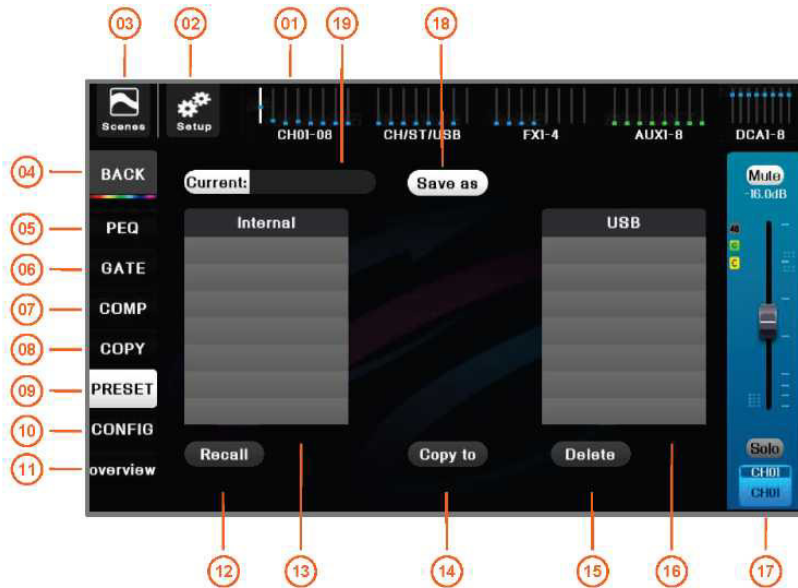 03 02 01 19 18
Scenes Setup CH01-08 CH/ST/USB FX1-4 AUX1-8 DCA1-8
04 BACK Current: Save as Mute
-16.0dB
05 PEQ Internal USB 48
06 GATE G
C
07 COMP
08 COPY
09 PRESET
10 CONFIG
Recall Copy to Delete Solo
11 overview CH01
CH01
12 13 14 15 16 17